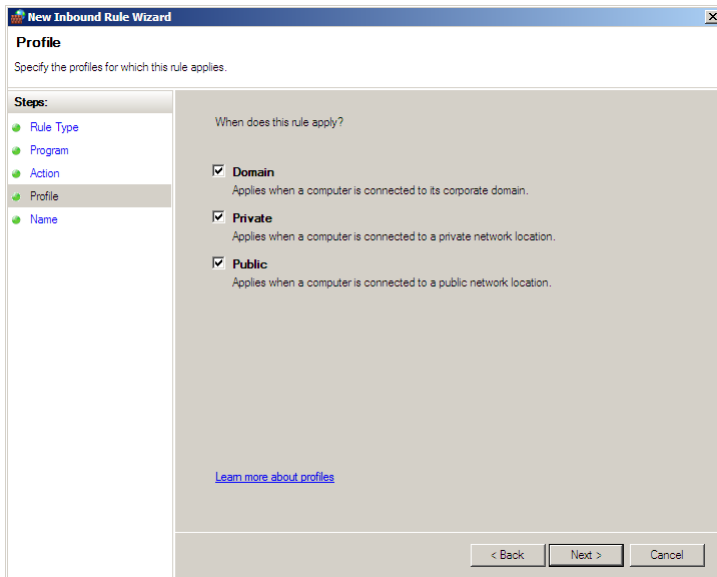 New Inbound Rule Wizard
Profile
Specify the profiles for which this rule applies.
Steps:
Rule Type
Program
Action
Profile
Name
When does this rule apply?
Domain
Applies when a computer is connected to its corporate domain.
Private
Applies when a computer is connected to a private network location.
Public
Applies when a computer is connected to a public network location.
Learn more about profiles
< Back
Next >
Cancel